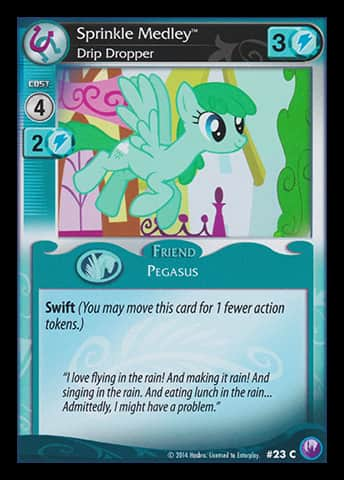 Sprinkle Medley™
Drip Dropper
3
COST
4
2
FRIEND
PEGASUS
Swift (You may move this card for 1 fewer action
tokens.)
"I love flying in the rain! And making it rain! And
singing in the rain. And eating lunch in the rain...
Admittedly, I might have a problem."
© 2014 Hasbro. Licensed to Enterplay. #23 C